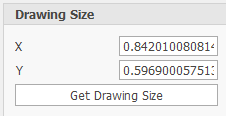 Drawing Size
X 0.84201008081
Y 0.59690005751
Get Drawing Size